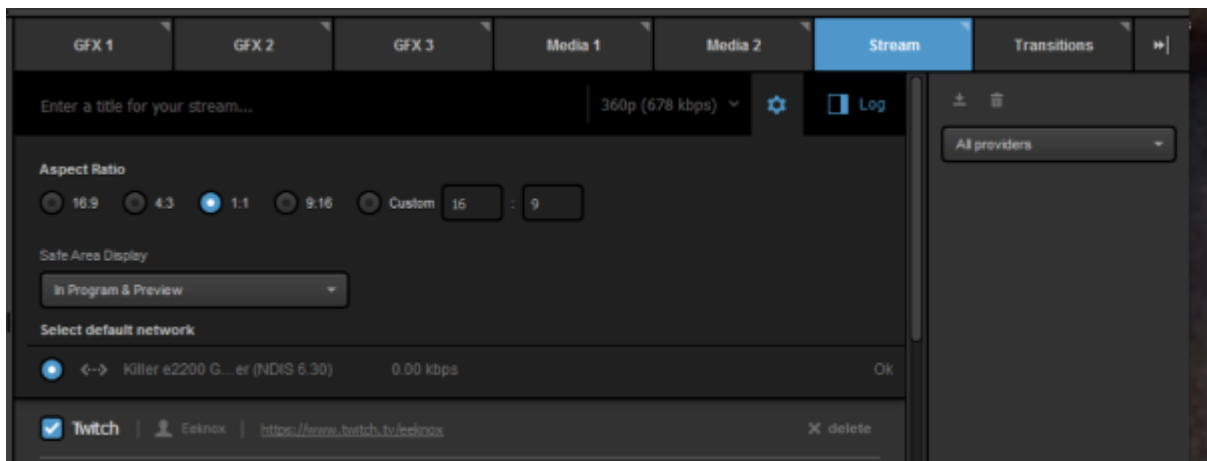 GFX 1 GFX 2 GFX 3 Media 1 Media 2 Stream Transitions
Enter a title for your stream... 360p (678 kbps) Log
All providers
Aspect Ratio
16:9 4:3 1:1 9:16 Custom 16 : 9
Safe Area Display
In Program & Preview
Select default network
Killer e2200 G...er (NDIS 6.30) 0.00 kbps Ok
Twitch | Eeknox | https://www.twitch.tv/eeknox delete